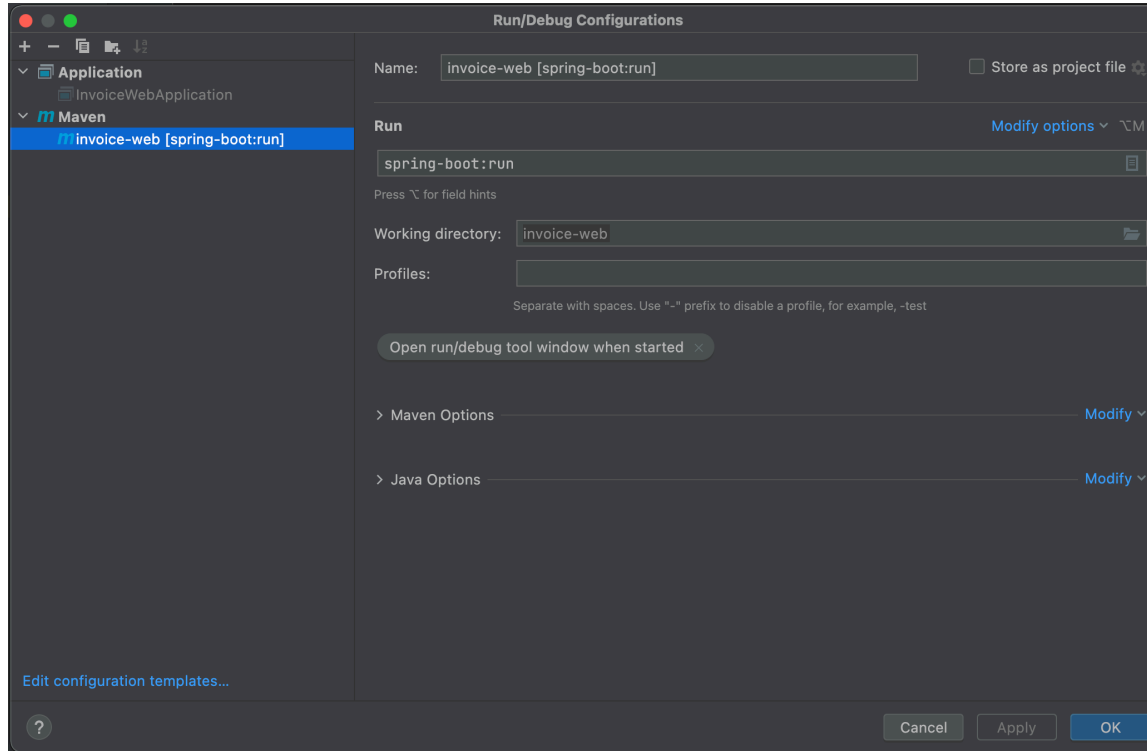 Run/Debug Configurations
Application
InvoiceWebApplication
Maven
invoice-web [spring-boot:run]
Edit configuration templates...
Name: invoice-web [spring-boot:run] Store as project file
Run Modify options ⌥M
spring-boot:run
Press ⌥ for field hints
Working directory: invoice-web
Profiles:
Separate with spaces. Use "-" prefix to disable a profile, for example, -test
Open run/debug tool window when started ×
Maven Options Modify
Java Options Modify
? Cancel Apply OK